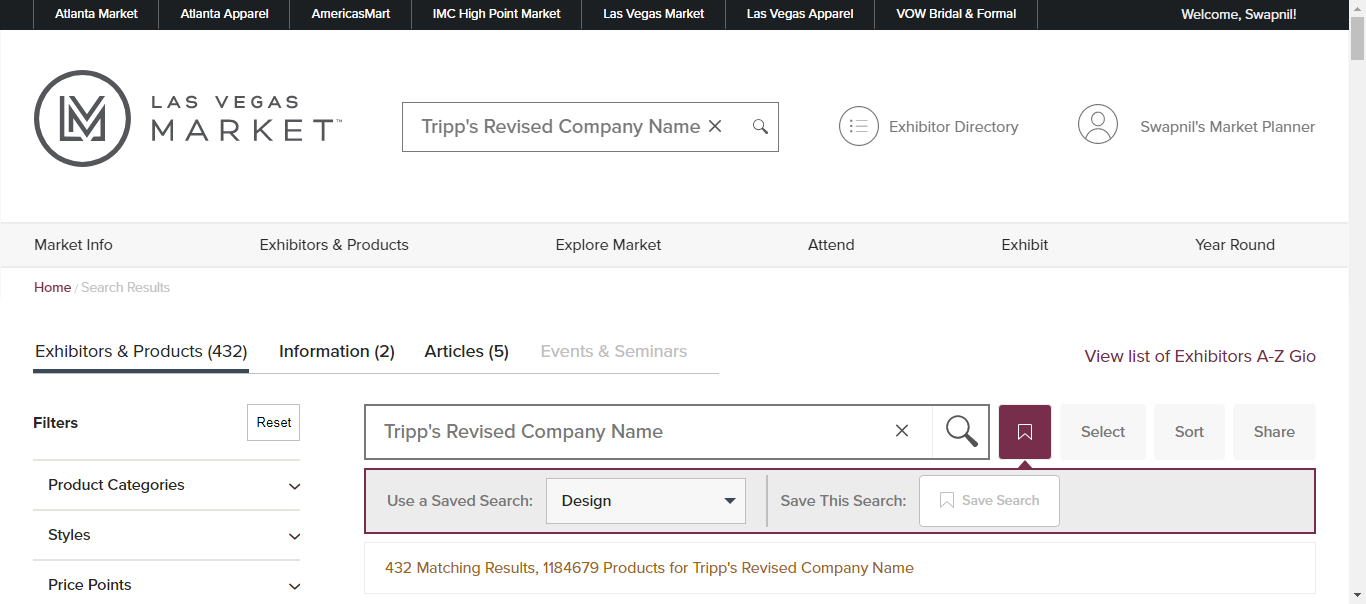 Atlanta Market Atlanta Apparel AmericasMart IMC High Point Market Las Vegas Market Las Vegas Apparel VOW Bridal & Formal Welcome, Swapnil!
LAS VEGAS
MARKET™
Tripp's Revised Company Name
Exhibitor Directory
Swapnil's Market Planner
Market Info Exhibitors & Products Explore Market Attend Exhibit Year Round
Home / Search Results
Exhibitors & Products (432) Information (2) Articles (5) Events & Seminars
View list of Exhibitors A-Z Gio
Filters Reset
Product Categories
Styles
Price Points
Tripp's Revised Company Name
Select Sort Share
Use a Saved Search: Design Save This Search: Save Search
432 Matching Results, 1184679 Products for Tripp's Revised Company Name